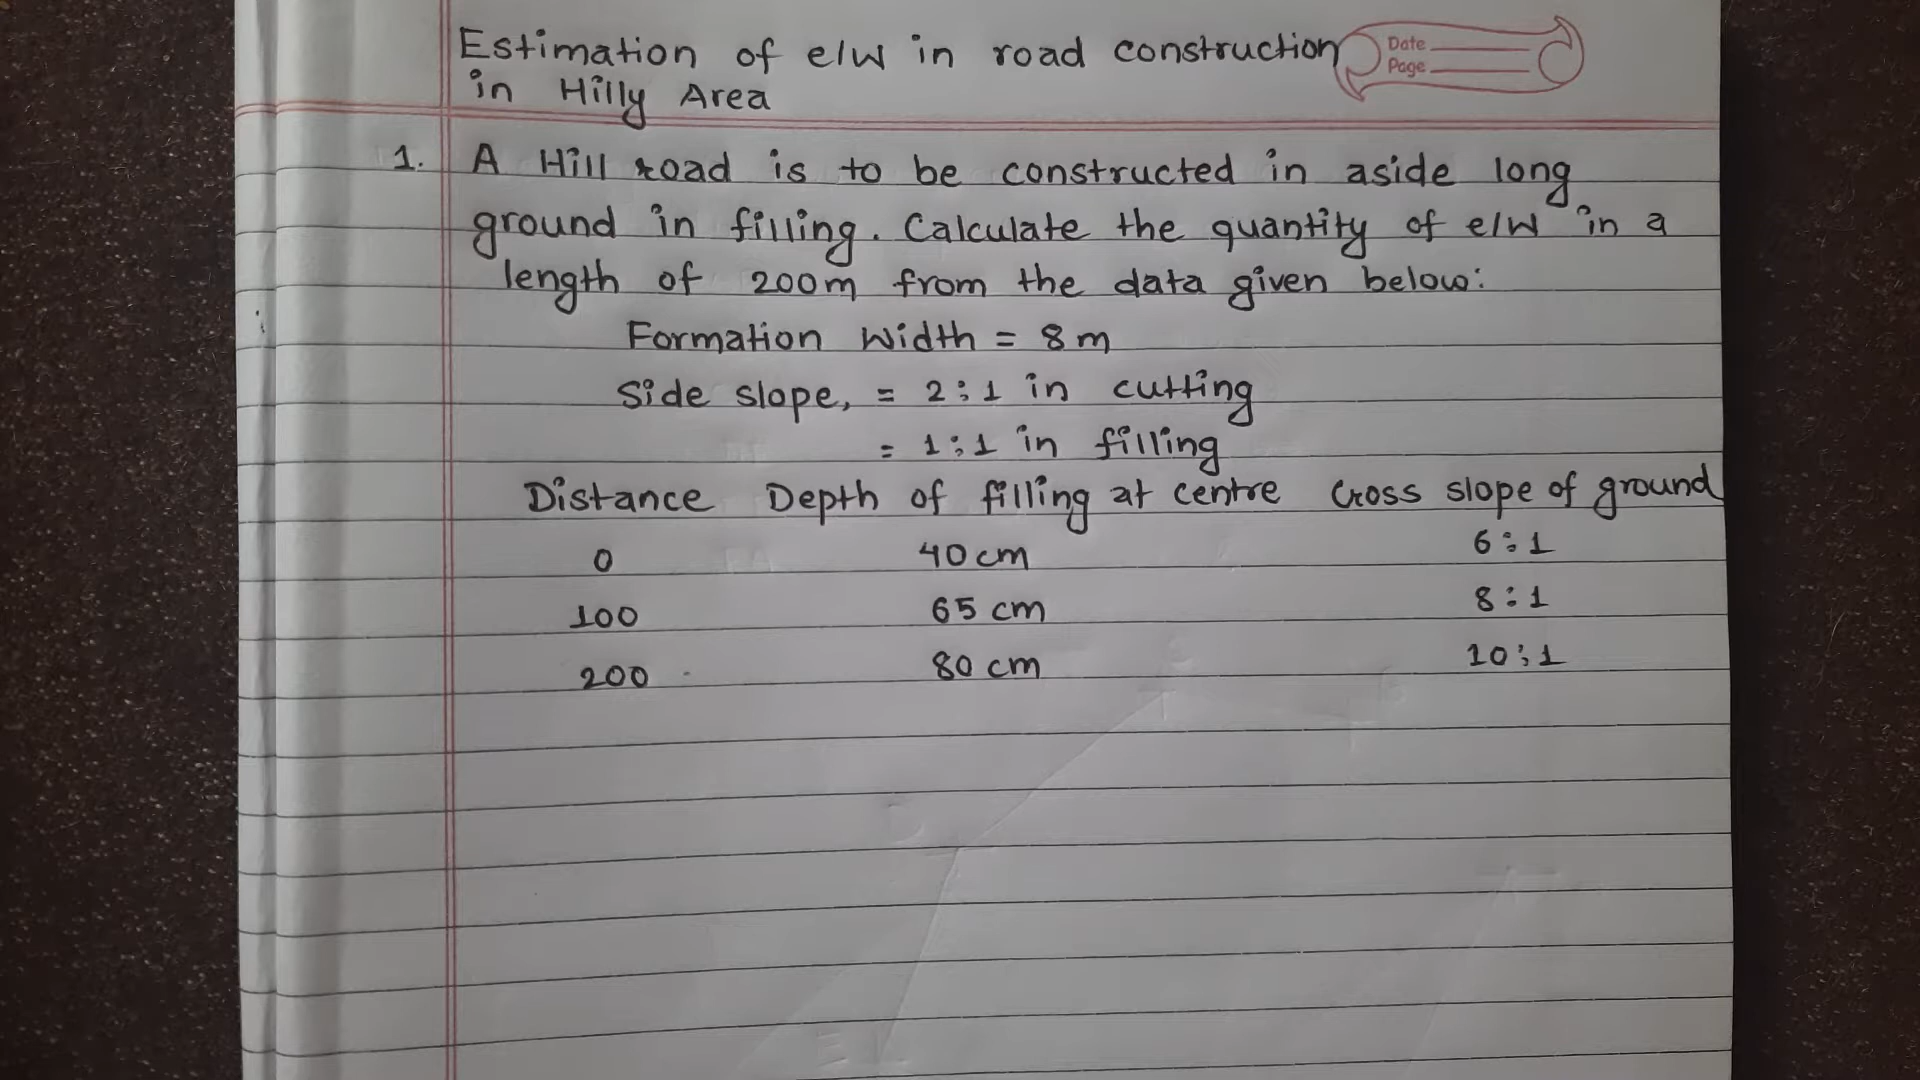 Estimation of e/w in road construction
in Hilly Area
Date
Page
1. A Hill road is to be constructed in aside long
ground in filling. Calculate the quantity of e/w in a
length of 200m from the data given below:
Formation Width = 8m
Side slope, = 2:1 in cutting
= 1:1 in filling
Distance Depth of filling at centre Cross slope of ground
0 40cm 6:1
100 65 cm 8:1
200 80 cm 10:1